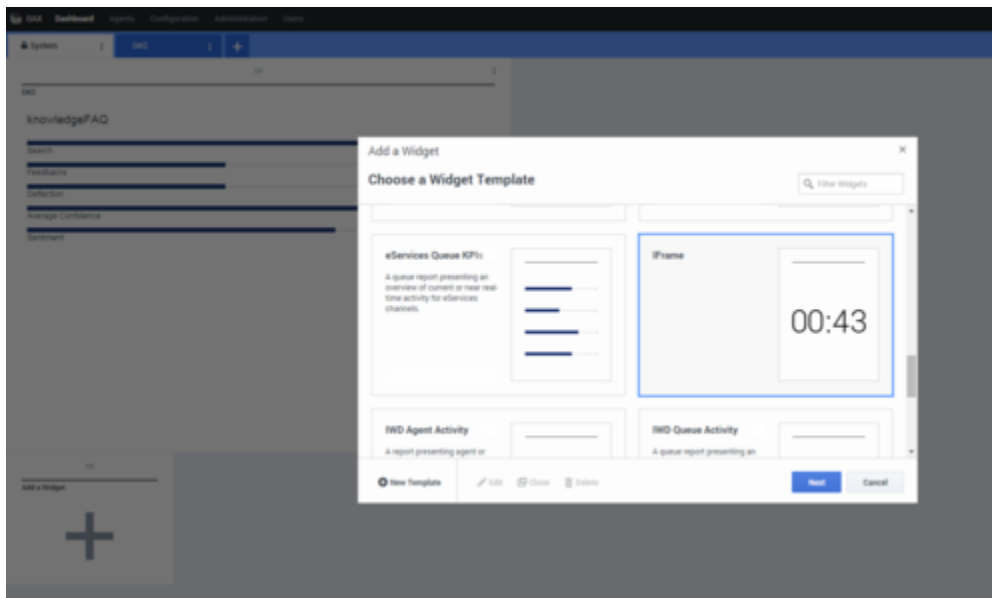 GAX Dashboard Agents Configuration Administration Users
System GKC
GKC
knowledgeFAQ
Search
Feedbacks
Deflection
Average Confidence
Sentiment
Add a Widget
Choose a Widget Template
Filter Widgets
eServices Queue KPIs
A queue report presenting an
overview of current or near real-
time activity for eServices
channels.
IFrame
00:43
IWD Agent Activity
A report presenting agent or
IWD Queue Activity
A queue report presenting an
New Template Edit Clone Delete
Next Cancel
Add a Widget